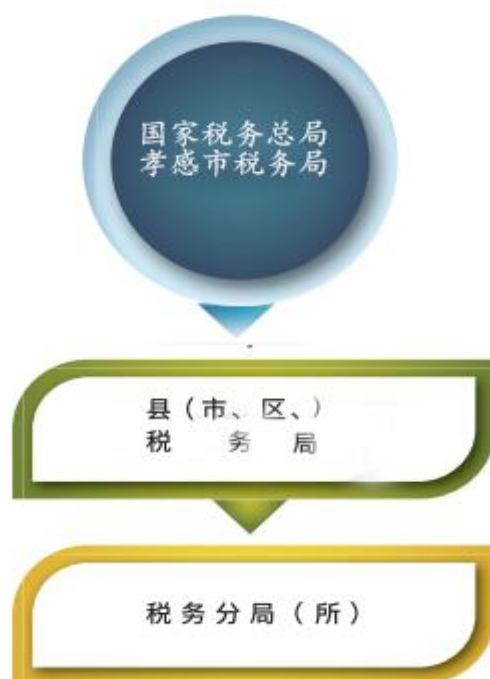 国家税务总局
孝感市税务局
县（市、区、）
税 务 局
税务分局（所）